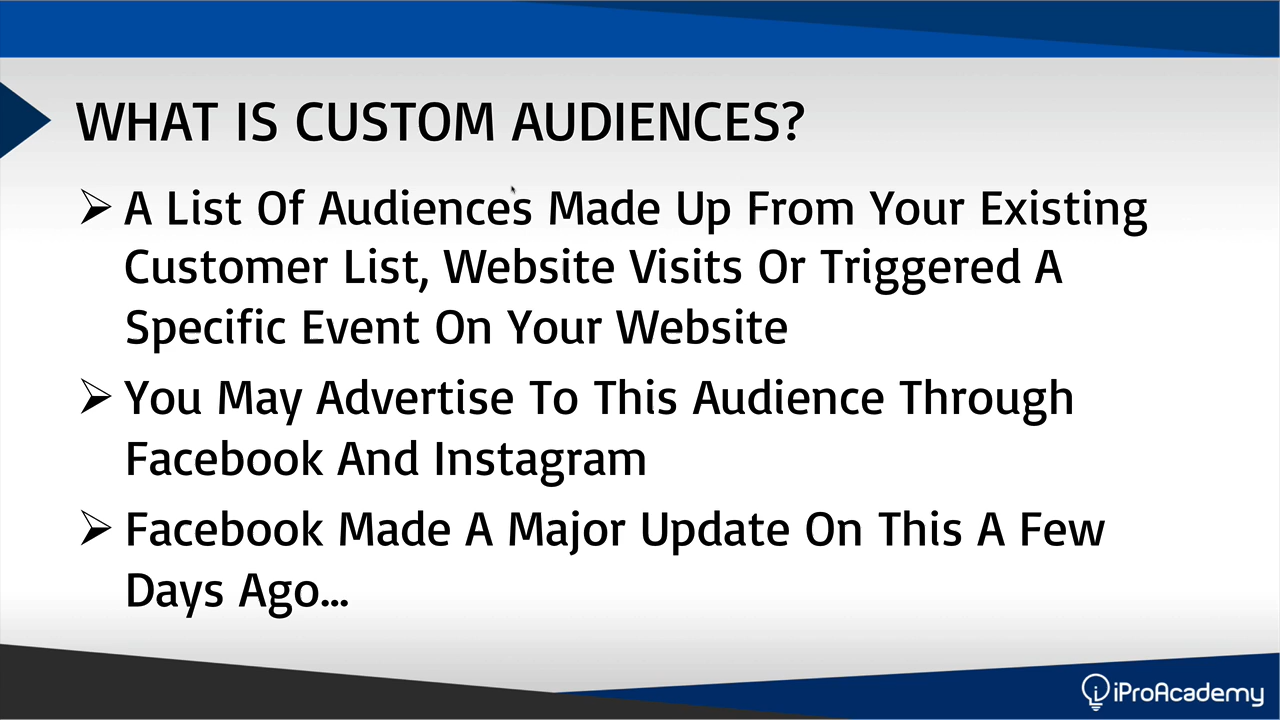 WHAT IS CUSTOM AUDIENCES?
A List Of Audiences Made Up From Your Existing
Customer List, Website Visits Or Triggered A
Specific Event On Your Website
You May Advertise To This Audience Through
Facebook And Instagram
Facebook Made A Major Update On This A Few
Days Ago...
iProAcademy